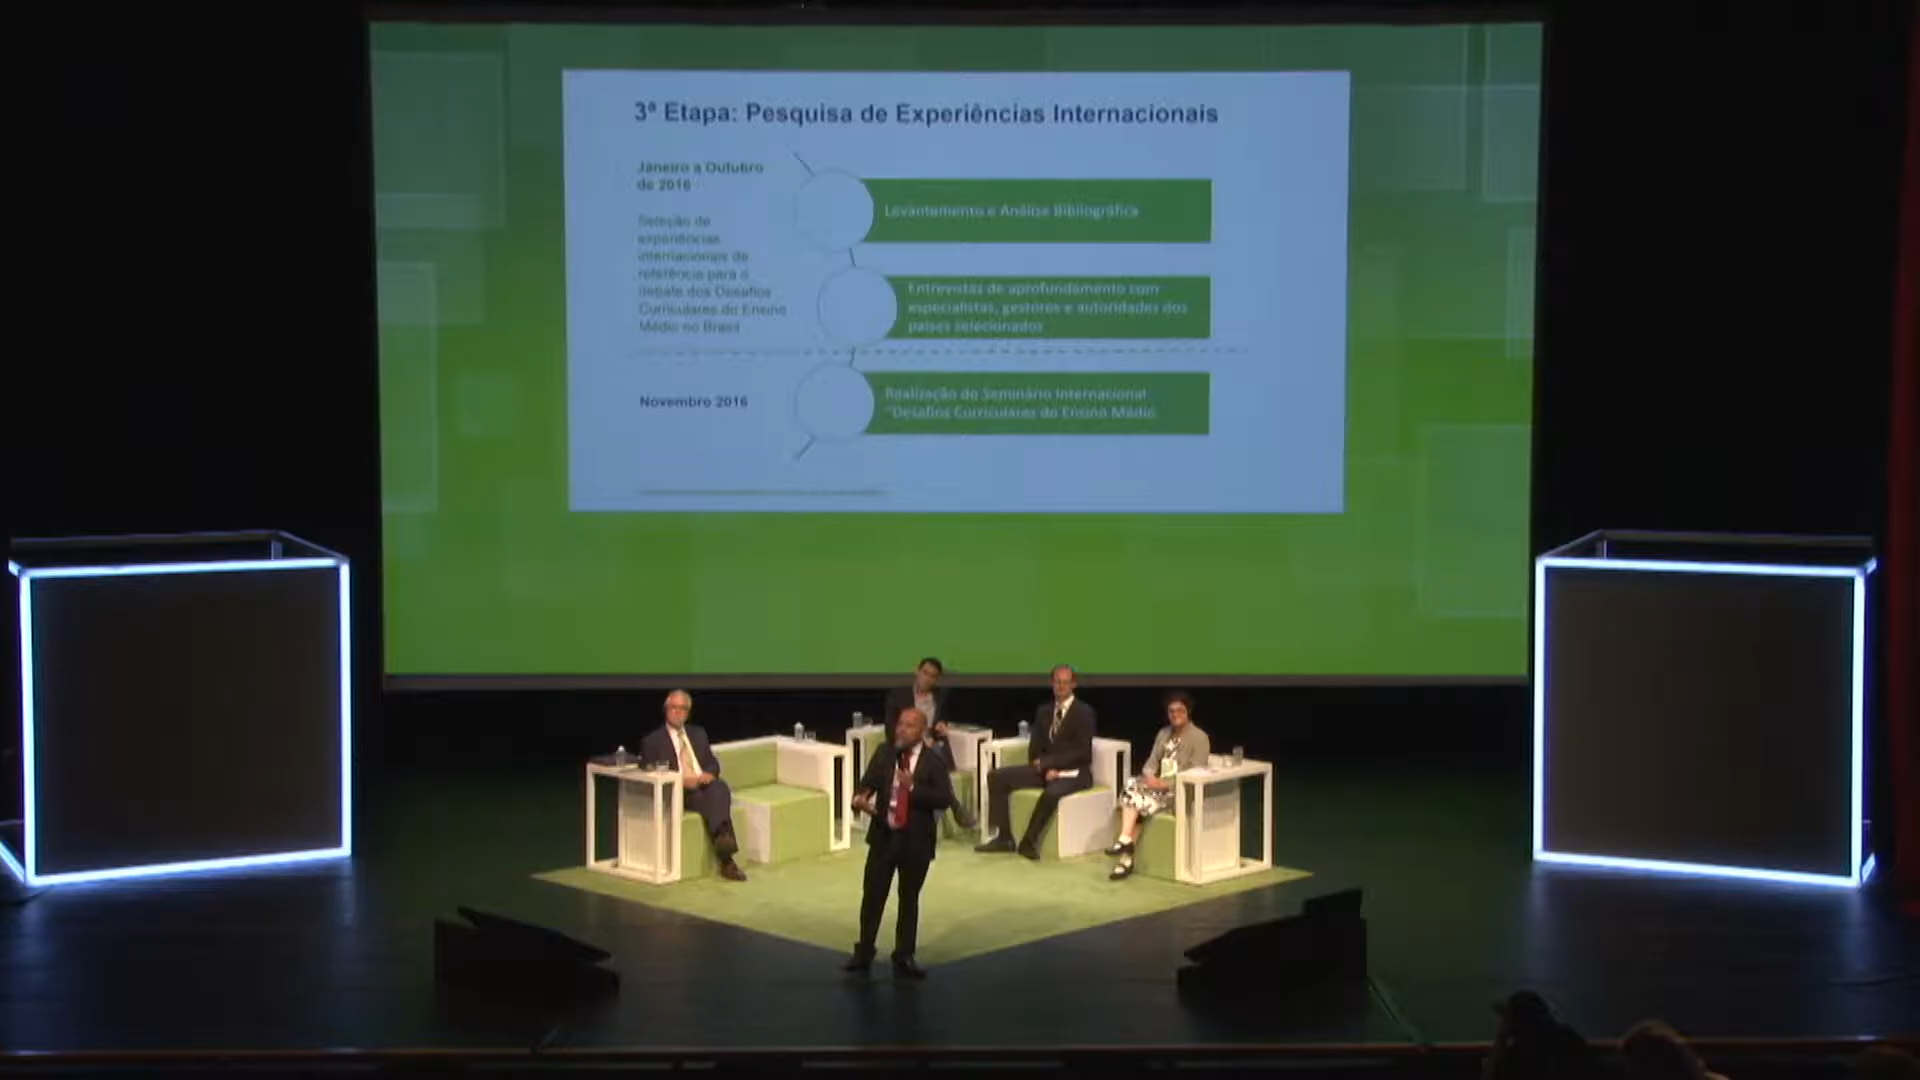 3ª Etapa: Pesquisa de Experiências Internacionais
Janeiro a Outubro
de 2016
Seleção de
experiências
internacionais de
referência para o
debate dos Desafios
Curriculares do Ensino
Médio no Brasil
Levantamento e Análise Bibliográfica
Entrevistas de aprofundamento com
especialistas, gestores e autoridades dos
países selecionados
Novembro 2016
Realização do Seminário Internacional
"Desafios Curriculares do Ensino Médio